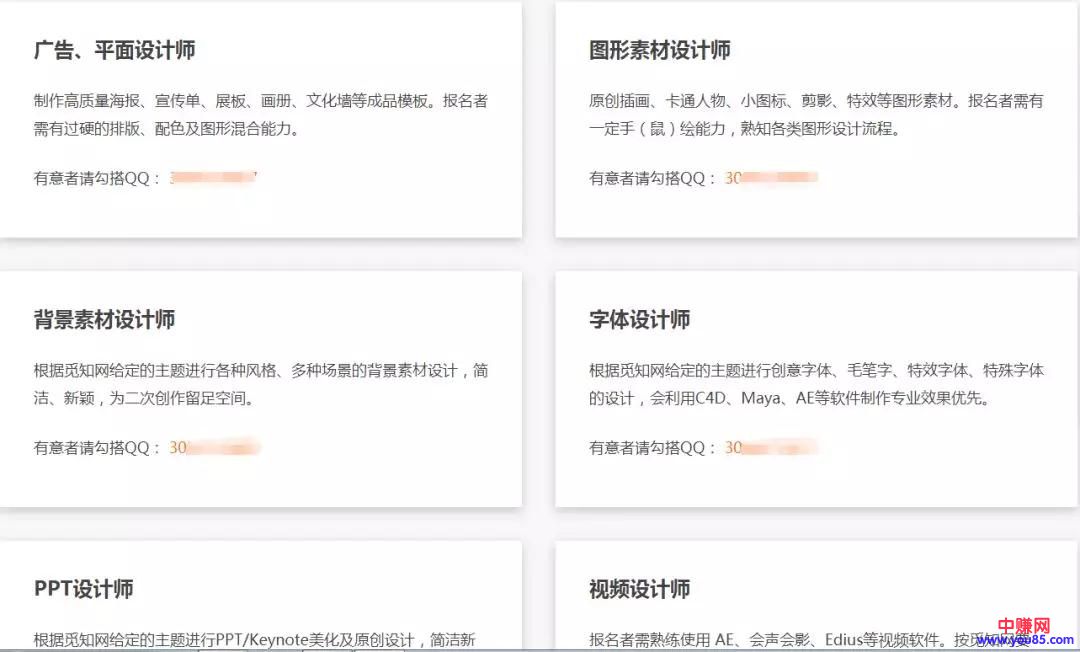 广告、平面设计师
制作高质量海报、宣传单、展板、画册、文化墙等成品模板。报名者
需有过硬的排版、配色及图形混合能力。
有意者请勾搭QQ：
图形素材设计师
原创插画、卡通人物、小图标、剪影、特效等图形素材。报名者需有
一定手（鼠）绘能力，熟知各类图形设计流程。
有意者请勾搭QQ： 30
背景素材设计师
根据觅知网给定的主题进行各种风格、多种场景的背景素材设计，简
洁、新颖，为二次创作留足空间。
有意者请勾搭QQ： 30
字体设计师
根据觅知网给定的主题进行创意字体、毛笔字、特效字体、特殊字体
的设计，会利用C4D、Maya、AE等软件制作专业效果优先。
有意者请勾搭QQ： 30
PPT设计师
根据觅知网给定的主题进行PPT/Keynote美化及原创设计，简洁新
视频设计师
报名者需熟练使用 AE、会声会影、Edius等视频软件。按觅知网
中赚网
www.you85.com